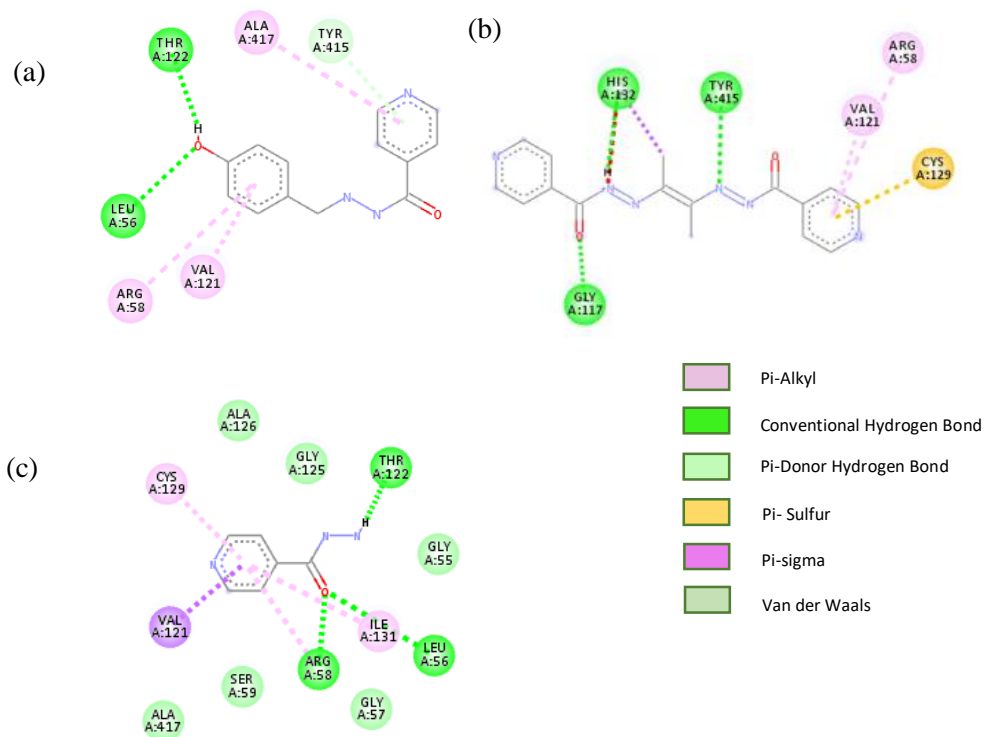 (a)
THR
A:122
ALA
A:417
TYR
A:415
N
H
O
N
N
O
LEU
A:56
ARG
A:58
VAL
A:121
(b)
HIS
A:132
TYR
A:415
ARG
A:58
VAL
A:121
CYS
A:129
N
H
N
N
O
N
N
O
N
GLY
A:117
(c)
ALA
A:126
GLY
A:125
THR
A:122
CYS
A:129
H
N
N
N
O
GLY
A:55
VAL
A:121
ILE
A:131
LEU
A:56
ARG
A:58
SER
A:59
GLY
A:57
ALA
A:417
Pi-Alkyl
Conventional Hydrogen Bond
Pi-Donor Hydrogen Bond
Pi- Sulfur
Pi-sigma
Van der Waals